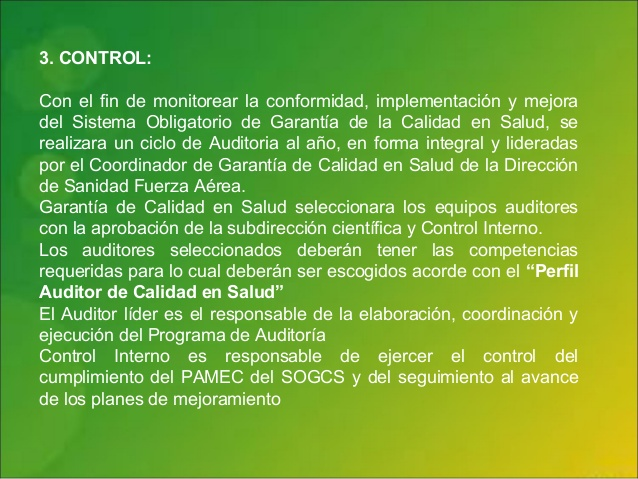 3. CONTROL:
Con el fin de monitorear la conformidad, implementación y mejora
del Sistema Obligatorio de Garantía de la Calidad en Salud, se
realizara un ciclo de Auditoria al año, en forma integral y lideradas
por el Coordinador de Garantía de Calidad en Salud de la Dirección
de Sanidad Fuerza Aérea.
Garantía de Calidad en Salud seleccionara los equipos auditores
con la aprobación de la subdirección científica y Control Interno.
Los auditores seleccionados deberán tener las competencias
requeridas para lo cual deberán ser escogidos acorde con el “Perfil
Auditor de Calidad en Salud”
El Auditor líder es el responsable de la elaboración, coordinación y
ejecución del Programa de Auditoría
Control Interno es responsable de ejercer el control del
cumplimiento del PAMEC del SOGCS y del seguimiento al avance
de los planes de mejoramiento